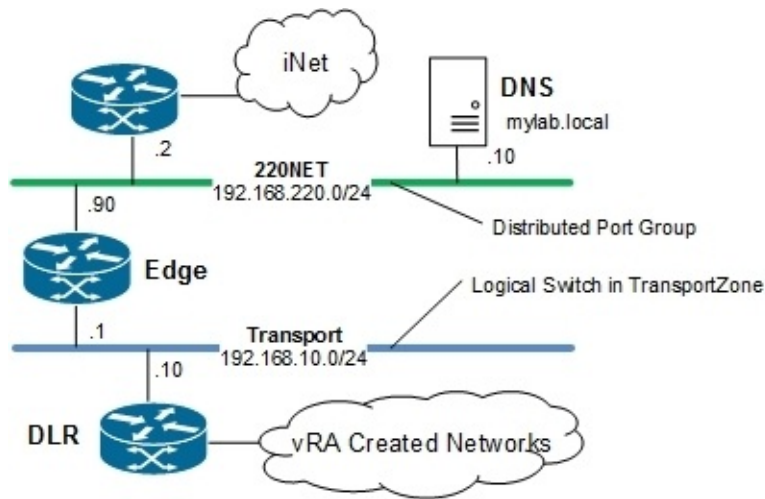 iNet
DNS
mylab.local
.2
.10
220NET
192.168.220.0/24
.90
Distributed Port Group
Edge
Logical Switch in TransportZone
.1
Transport
192.168.10.0/24
.10
DLR
vRA Created Networks